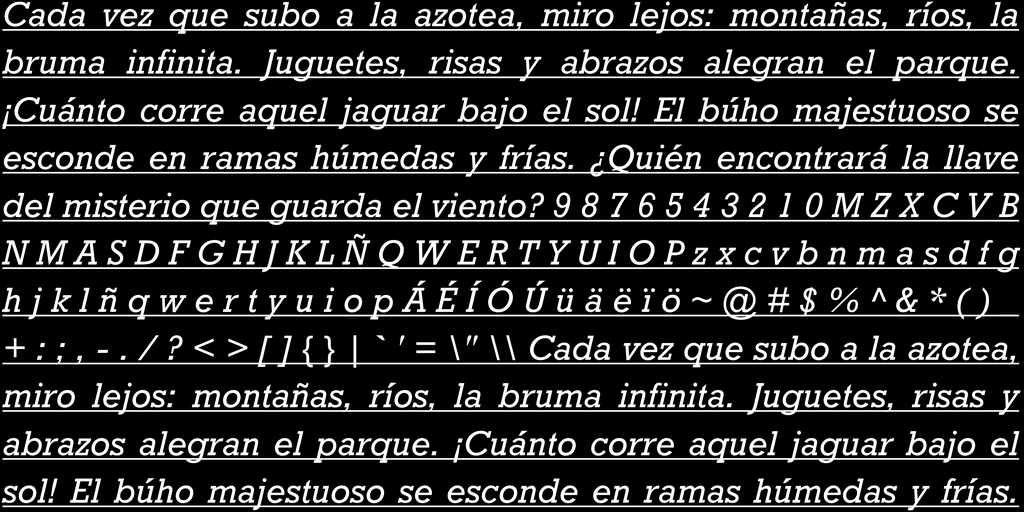 Cada vez que subo a la azotea, miro lejos: montañas, ríos, la
bruma infinita. Juguetes, risas y abrazos alegran el parque.
¡Cuánto corre aquel jaguar bajo el sol! El búho majestuoso se
esconde en ramas húmedas y frías. ¿Quién encontrará la llave
del misterio que guarda el viento? 9 8 7 6 5 4 3 2 1 0 M Z X C V B
N M A S D F G H J K L Ñ Q W E R T Y U I O P z x c v b n m a s d f g
h j k l ñ q w e r t y u i o p Á É Í Ó Ú ü ä ë ï ö ~ @ # $ % ^ & * ( ) _
+ : ; , - . / ? < > [ ] { } | ` ' = \" \\ Cada vez que subo a la azotea,
miro lejos: montañas, ríos, la bruma infinita. Juguetes, risas y
abrazos alegran el parque. ¡Cuánto corre aquel jaguar bajo el
sol! El búho majestuoso se esconde en ramas húmedas y frías.